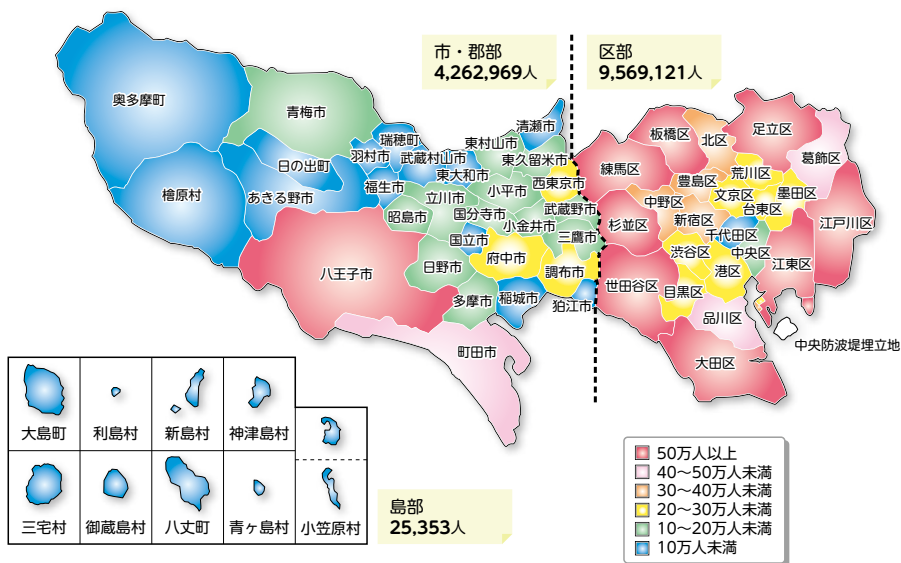 市・郡部
4,262,969人
区部
9,569,121人
奥多摩町
青梅市
瑞穂町
羽村市
武蔵村山市
日の出町
福生市
東大和市
檜原村
あきる野市
清瀬市
東村山市
東久留米市
西東京市
小平市
立川市
昭島市
国分寺市
武蔵野市
小金井市
三鷹市
国立市
府中市
調布市
日野市
八王子市
多摩市
稲城市
狛江市
町田市
板橋区
北区
足立区
葛飾区
練馬区
豊島区
荒川区
文京区
墨田区
台東区
中野区
新宿区
杉並区
千代田区
江戸川区
渋谷区
中央区
江東区
港区
世田谷区
目黒区
品川区
大田区
中央防波堤埋立地
大島町
利島村
新島村
神津島村
三宅村
御蔵島村
八丈町
青ヶ島村
小笠原村
島部
25,353人
50万人以上
40〜50万人未満
30〜40万人未満
20〜30万人未満
10〜20万人未満
10万人未満